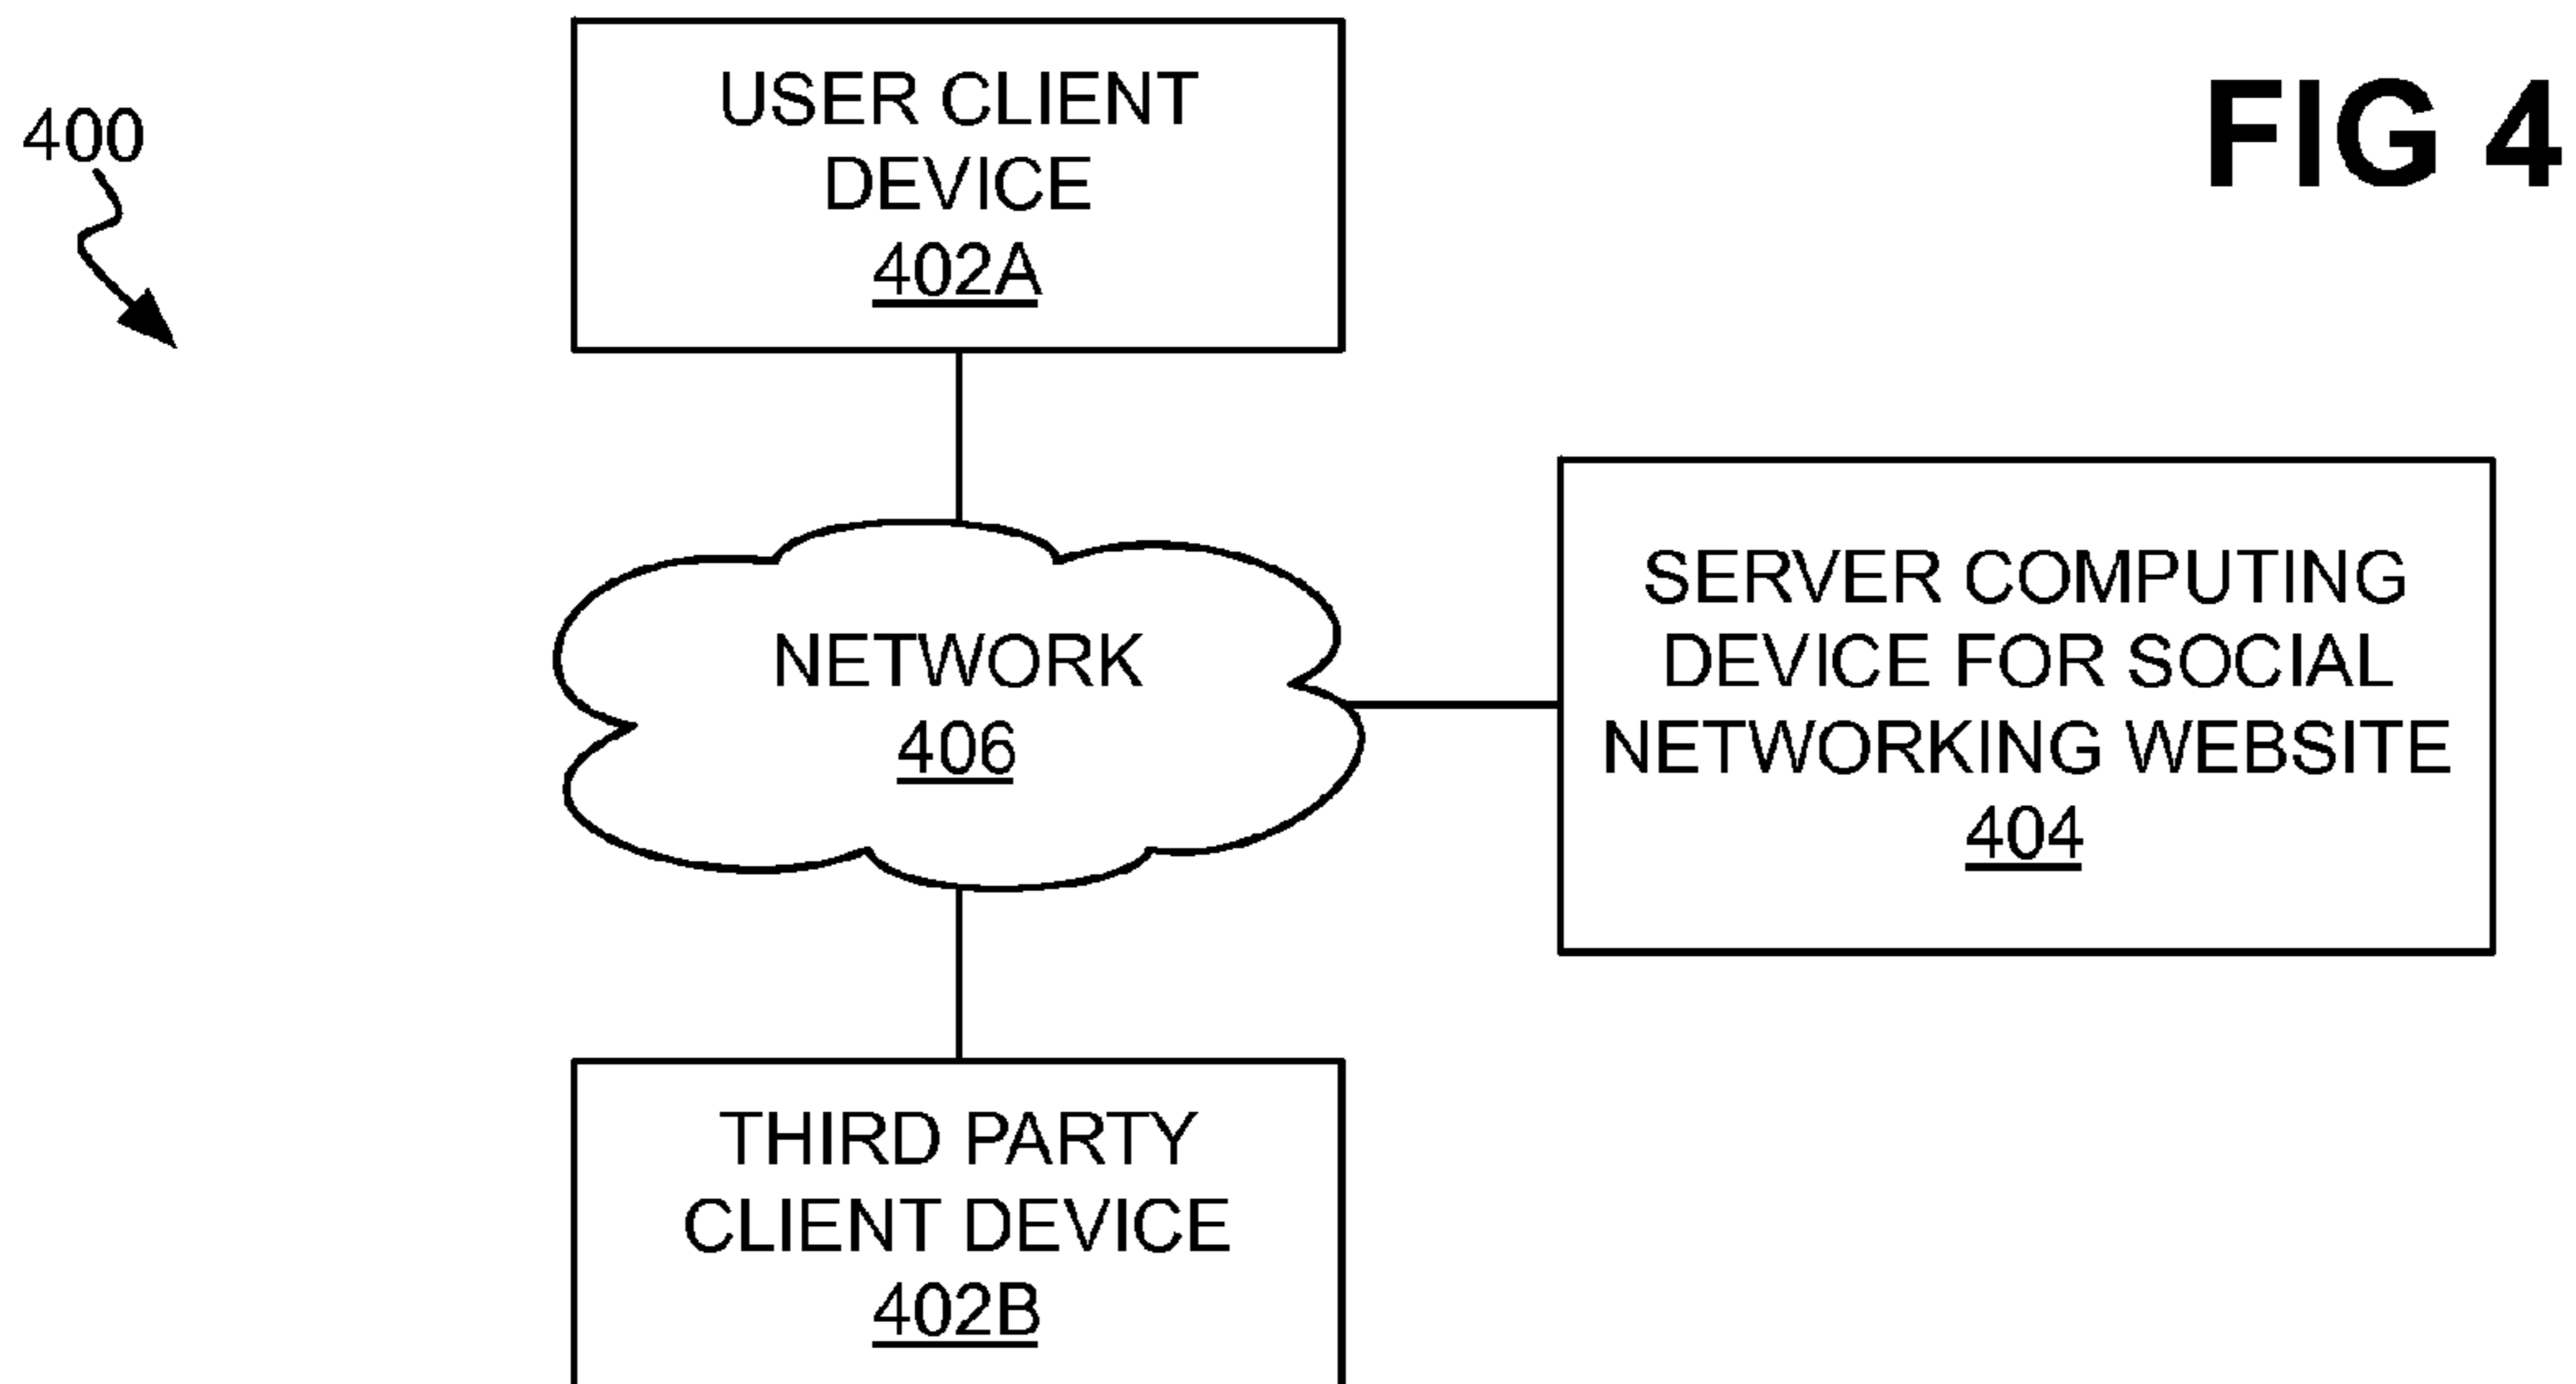 400
USER CLIENT
DEVICE
402A
FIG 4
NETWORK
406
SERVER COMPUTING
DEVICE FOR SOCIAL
NETWORKING WEBSITE
404
THIRD PARTY
CLIENT DEVICE
402B